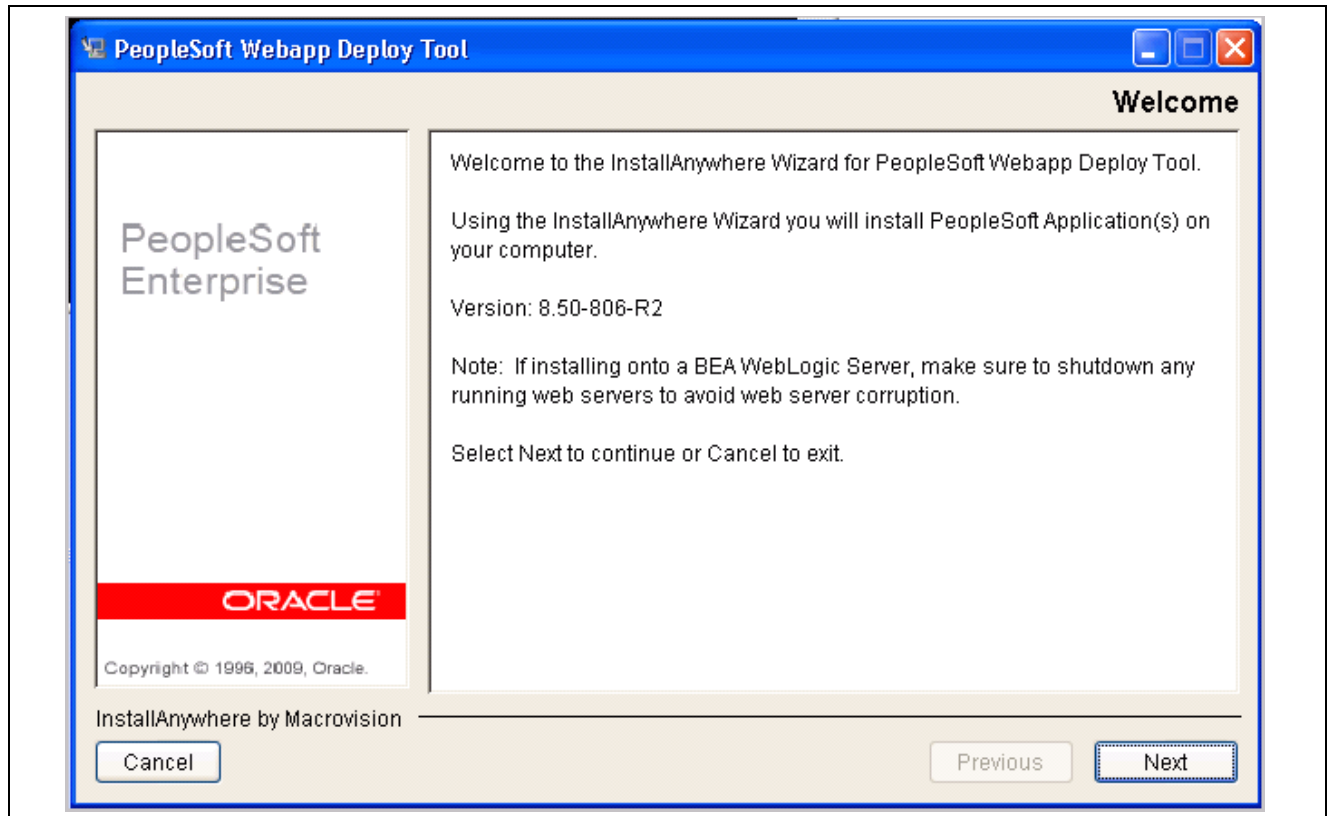 PeopleSoft Webapp Deploy Tool
Welcome
PeopleSoft
Enterprise
ORACLE
Copyright © 1996, 2009, Oracle.
Welcome to the InstallAnywhere Wizard for PeopleSoft Webapp Deploy Tool.
Using the InstallAnywhere Wizard you will install PeopleSoft Application(s) on
your computer.
Version: 8.50-806-R2
Note:  If installing onto a BEA WebLogic Server, make sure to shutdown any
running web servers to avoid web server corruption.
Select Next to continue or Cancel to exit.
InstallAnywhere by Macrovision
Cancel
Previous
Next